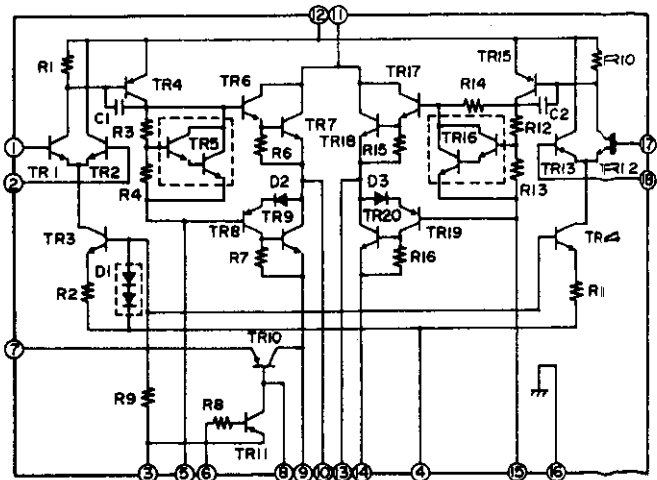 12 11
R1 TR4 TR6 TR17 TR15 R10
C1 R14 C2
R3 TR5 TR7 TR18 TR16 R12
1 R6 R15 17
TR1 TR2 TR13 TR12
2 R4 D2 D3 R13 18
TR9 TR20
TR3 TR8 TR19
D1 R7 R16
R2 R11
7 TR10
R9 R8
TR11
3 5 6 8 9 10 13 14 4 15 16